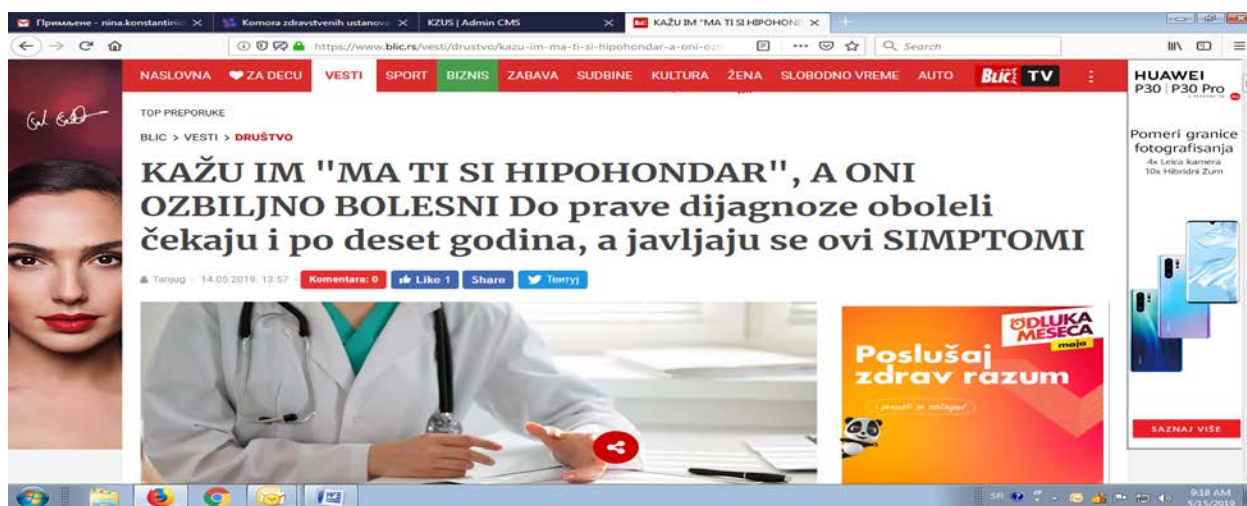 Примљене - nina.konstantini
Komora zdravstvenih ustanova
KZUS | Admin CMS
KAŽU IM "MA TI SI HIPOHOND
https://www.blic.rs/vesti/drustvo/kazu-im-ma-ti-si-hipohondar-a-oni-oz
Search
NASLOVNA ZA DECU VESTI SPORT BIZNIS ZABAVA SUDBINE KULTURA ŽENA SLOBODNO VREME AUTO Blic TV
TOP PREPORUKE
BLIC > VESTI > DRUŠTVO
KAŽU IM "MA TI SI HIPOHONDAR", A ONI
OZBILJNO BOLESNI Do prave dijagnoze oboleli
čekaju i po deset godina, a javljaju se ovi SIMPTOMI
Tanjug - 14.05.2019. 13:57 - Komentara: 0 Like 1 Share Твитуј
HUAWEI
P30 | P30 Pro
Pomeri granice
fotografisanja
4x Leica kamera
10x Hibridni Zum
SAZNAJ VIŠE
ODLUKA
MESECA
maja
Poslušaj
zdrav razum
SR
9:18 AM
5/15/2019